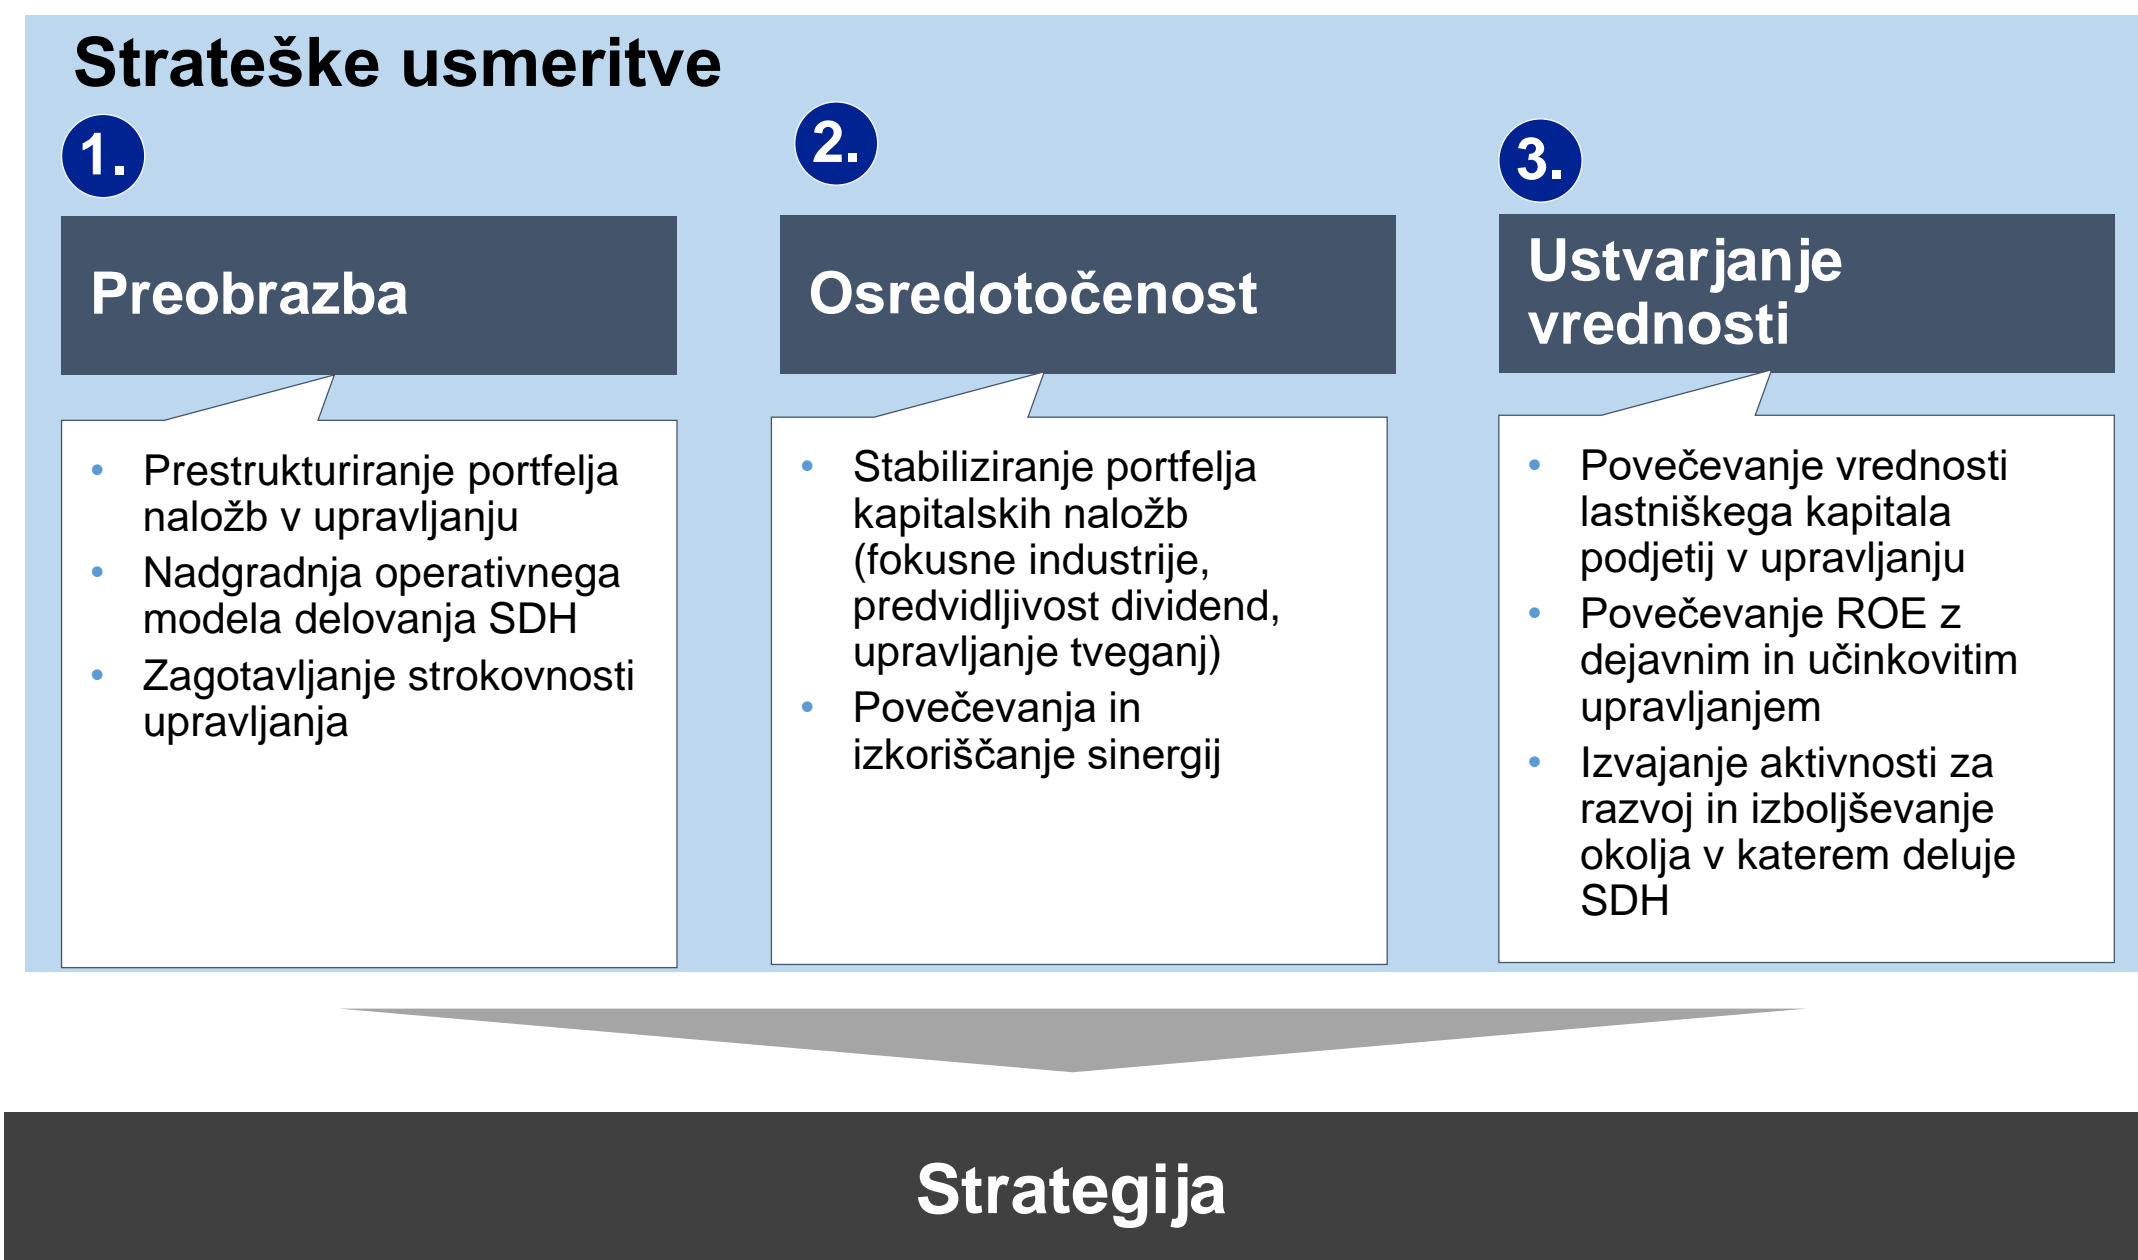 Strateške usmeritve
1.
Preobrazba
• Prestrukturiranje portfelja
naložb v upravljanju
• Nadgradnja operativnega
modela delovanja SDH
• Zagotavljanje strokovnosti
upravljanja
2.
Osredotočenost
• Stabiliziranje portfelja
kapitalskih naložb
(fokusne industrije,
predvidljivost dividend,
upravljanje tveganj)
• Povečevanja in
izkoriščanje sinergij
3.
Ustvarjanje
vrednosti
• Povečevanje vrednosti
lastniškega kapitala
podjetij v upravljanju
• Povečevanje ROE z
dejavnim in učinkovitim
upravljanjem
• Izvajanje aktivnosti za
razvoj in izboljševanje
okolja v katerem deluje
SDH
Strategija